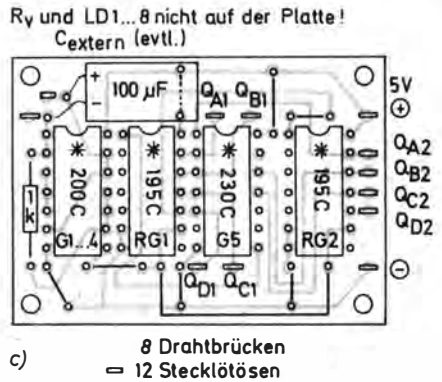 Rv und LD1...8 nicht auf der Platte!
Cextern (evtl.)
+
−
100 µF
QA1 QB1
5V
⊕
QA2
QB2
QC2
QD2
⊖
1k
* 200C G1...4
* 195C RG1
* 230C G5
* 195C RG2
QD1 QC1
c)
8 Drahtbrücken
12 Stecklötösen